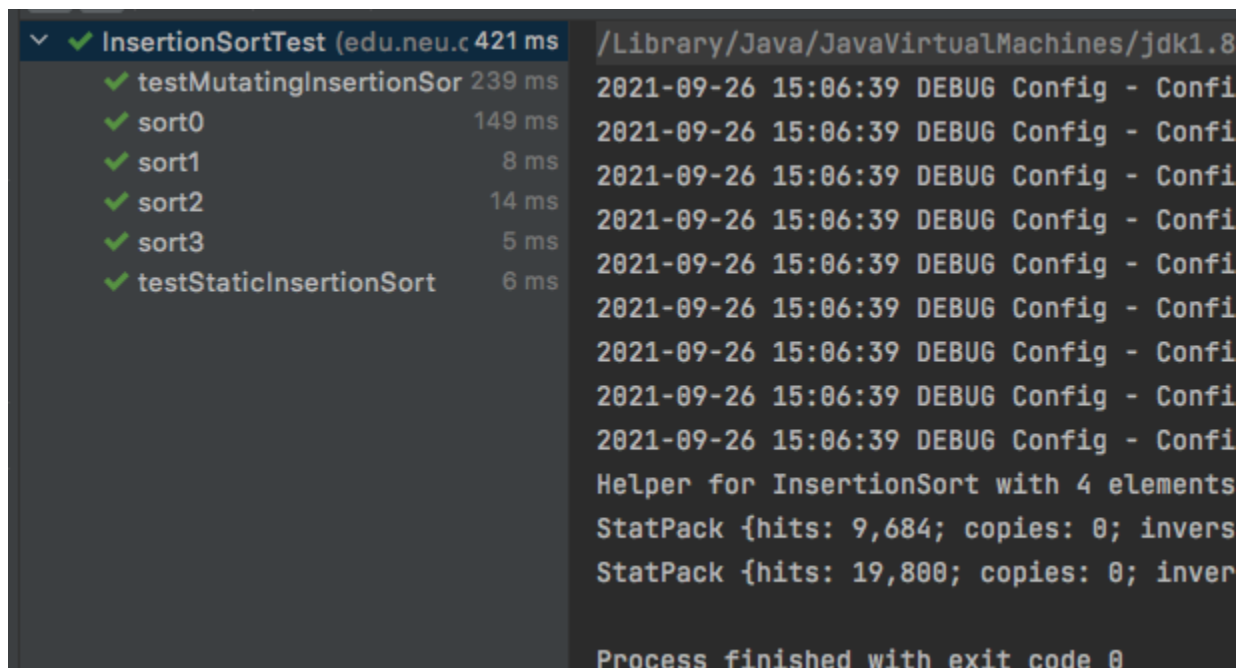 InsertionSortTest (edu.neu.c 421 ms
testMutatingInsertionSor 239 ms
sort0 149 ms
sort1 8 ms
sort2 14 ms
sort3 5 ms
testStaticInsertionSort 6 ms
/Library/Java/JavaVirtualMachines/jdk1.8
2021-09-26 15:06:39 DEBUG Config - Confi
2021-09-26 15:06:39 DEBUG Config - Confi
2021-09-26 15:06:39 DEBUG Config - Confi
2021-09-26 15:06:39 DEBUG Config - Confi
2021-09-26 15:06:39 DEBUG Config - Confi
2021-09-26 15:06:39 DEBUG Config - Confi
2021-09-26 15:06:39 DEBUG Config - Confi
2021-09-26 15:06:39 DEBUG Config - Confi
2021-09-26 15:06:39 DEBUG Config - Confi
Helper for InsertionSort with 4 elements
StatPack {hits: 9,684; copies: 0; invers
StatPack {hits: 19,800; copies: 0; inver
Process finished with exit code 0